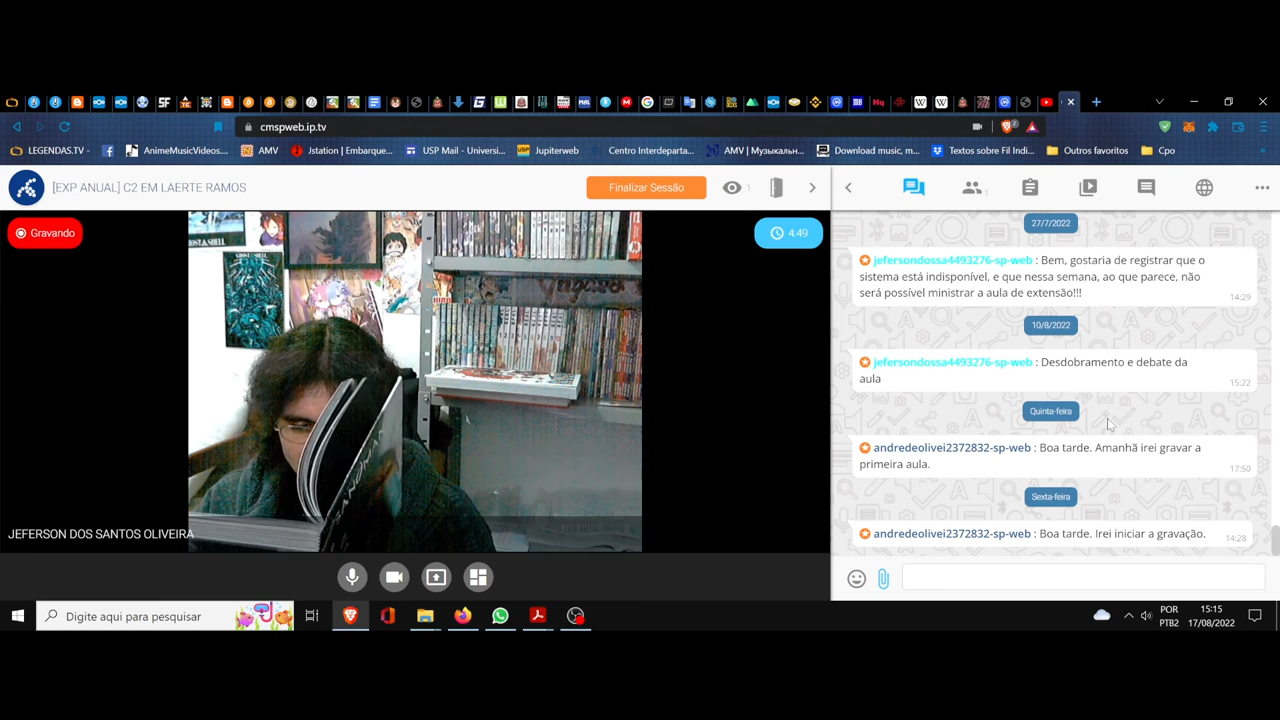 cmspweb.ip.tv
2
LEGENDAS.TV -
AnimeMusicVideos...
AMV
Jstation | Embarque...
USP Mail - Universi...
Jupiterweb
Centro Interdeparta...
AMV | Музыкальн...
Download music, m...
Textos sobre Fil Indi...
Outros favoritos
Cpo
[EXP ANUAL] C2 EM LAERTE RAMOS
Finalizar Sessão
1
1
Gravando
4:49
JEFERSON DOS SANTOS OLIVEIRA
27/7/2022
jefersondossa4493276-sp-web : Bem, gostaria de registrar que o
sistema está indisponível, e que nessa semana, ao que parece, não
será possível ministrar a aula de extensão!!!
14:29
10/8/2022
jefersondossa4493276-sp-web : Desdobramento e debate da
aula
15:22
Quinta-feira
andredeolivei2372832-sp-web : Boa tarde. Amanhã irei gravar a
primeira aula.
17:50
Sexta-feira
andredeolivei2372832-sp-web : Boa tarde. Irei iniciar a gravação.
14:28
Digite aqui para pesquisar
POR
PTB2
15:15
17/08/2022